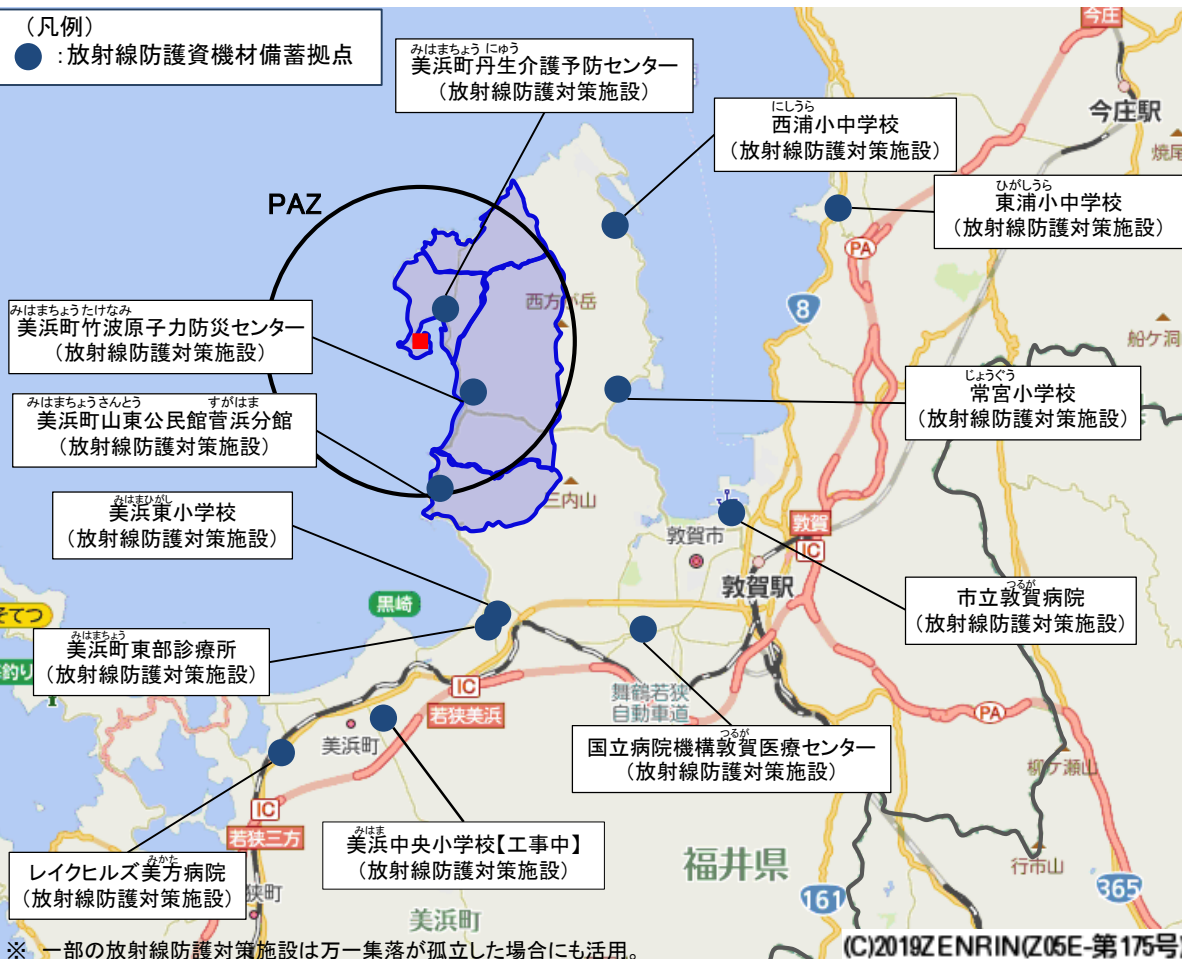 （凡例）
：放射線防護資機材備蓄拠点
みはまちょう にゅう
美浜町丹生介護予防センター
（放射線防護対策施設）
にしうら
西浦小中学校
（放射線防護対策施設）
今庄
今庄駅
焼尾
ひがしうら
東浦小中学校
（放射線防護対策施設）
PAZ
PA
8
西方が岳
船ケ洞
みはまちょうたけなみ
美浜町竹波原子力防災センター
（放射線防護対策施設）
じょうぐう
常宮小学校
（放射線防護対策施設）
みはまちょうさんとう すがはま
美浜町山東公民館菅浜分館
（放射線防護対策施設）
三内山
みはまひがし
美浜東小学校
（放射線防護対策施設）
敦賀市
敦賀
IC
敦賀駅
つるが
市立敦賀病院
（放射線防護対策施設）
そてつ
黒崎
みはまちょう
美浜町東部診療所
（放射線防護対策施設）
釣り
IC
若狭美浜
舞鶴若狭
自動車道
PA
美浜町
つるが
国立病院機構敦賀医療センター
（放射線防護対策施設）
柳ケ瀬山
IC
若狭三方
みはま
美浜中央小学校【工事中】
（放射線防護対策施設）
みかた
レイクヒルズ美方病院
（放射線防護対策施設）
狭町
福井県
行市山
161
365
美浜町
※ 一部の放射線防護対策施設は万一集落が孤立した場合にも活用。
(C)2019ZENRIN(Z05E-第175号)